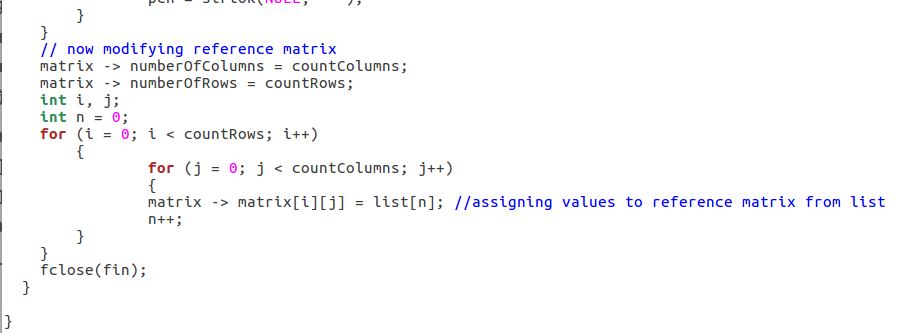 pch = strtok(NULL, " ");
}
}
// now modifying reference matrix
matrix -> numberOfColumns = countColumns;
matrix -> numberOfRows = countRows;
int i, j;
int n = 0;
for (i = 0; i < countRows; i++)
{
for (j = 0; j < countColumns; j++)
{
matrix -> matrix[i][j] = list[n]; //assigning values to reference matrix from list
n++;
}
}
fclose(fin);
}
}